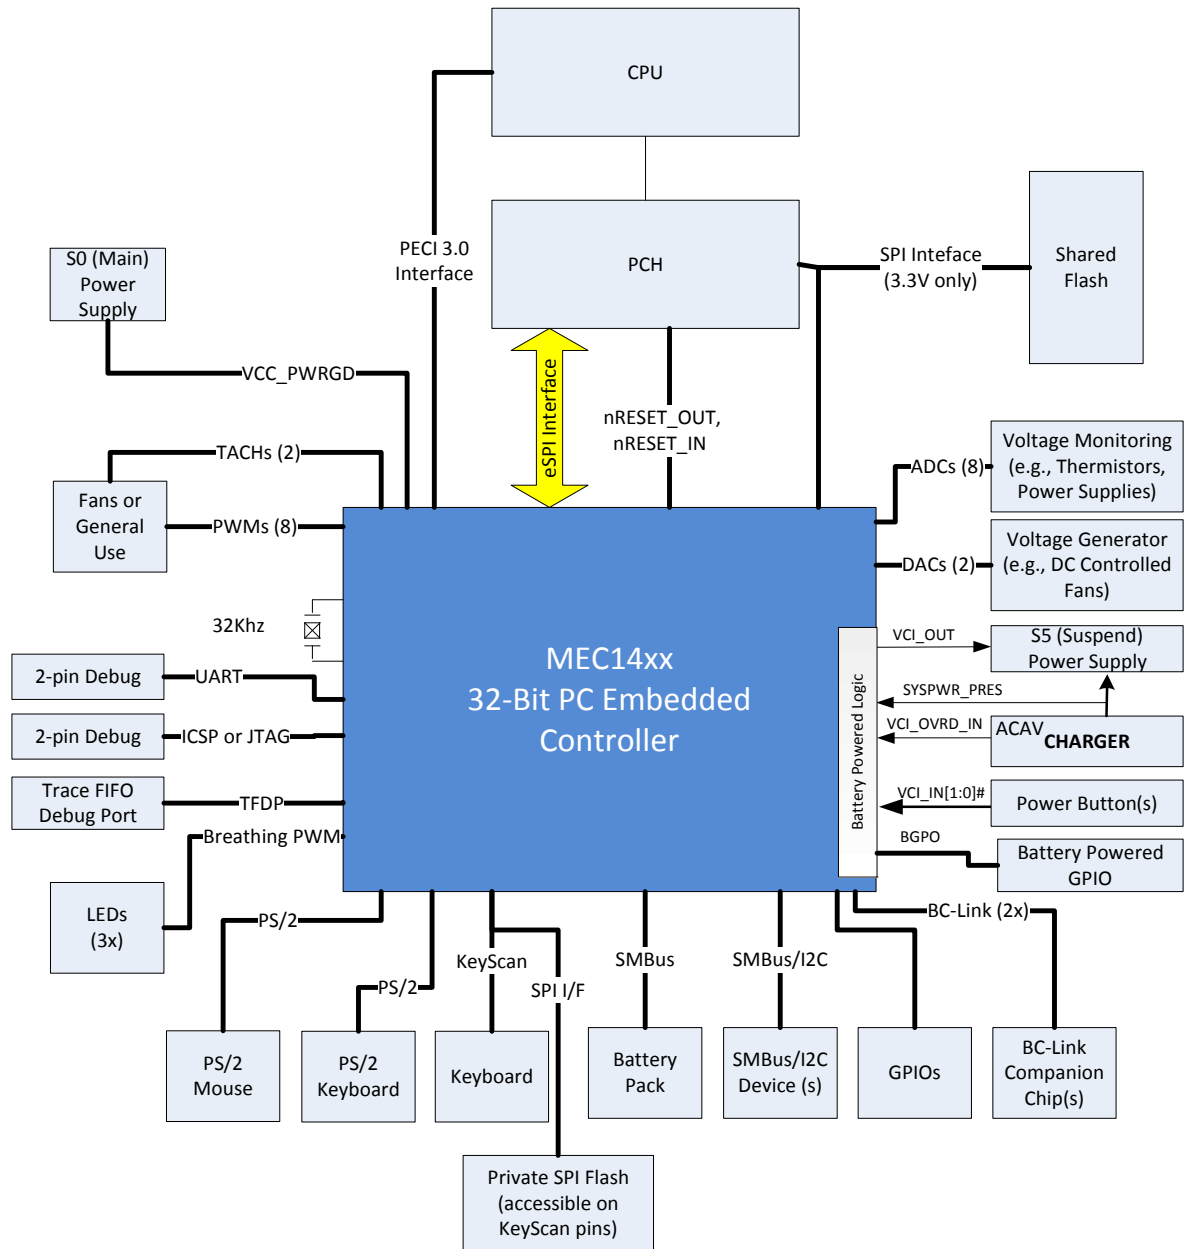 CPU
PCH
PECI 3.0
Interface
SPI Inteface
(3.3V only)
Shared
Flash
S0 (Main)
Power
Supply
VCC_PWRGD
eSPI Interface
nRESET_OUT,
nRESET_IN
TACHs (2)
Fans or
General
Use
PWMs (8)
ADCs (8)
Voltage Monitoring
(e.g., Thermistors,
Power Supplies)
DACs (2)
Voltage Generator
(e.g., DC Controlled
Fans)
32Khz
MEC14xx
32-Bit PC Embedded
Controller
Battery Powered Logic
VCI_OUT
S5 (Suspend)
Power Supply
SYSPWR_PRES
VCI_OVRD_IN
ACAV
CHARGER
VCI_IN[1:0]#
Power Button(s)
BGPO
Battery Powered
GPIO
2-pin Debug
UART
2-pin Debug
ICSP or JTAG
Trace FIFO
Debug Port
TFDP
Breathing PWM
LEDs
(3x)
PS/2
PS/2
KeyScan
SPI I/F
SMBus
SMBus/I2C
BC-Link (2x)
PS/2
Mouse
PS/2
Keyboard
Keyboard
Battery
Pack
SMBus/I2C
Device (s)
GPIOs
BC-Link
Companion
Chip(s)
Private SPI Flash
(accessible on
KeyScan pins)